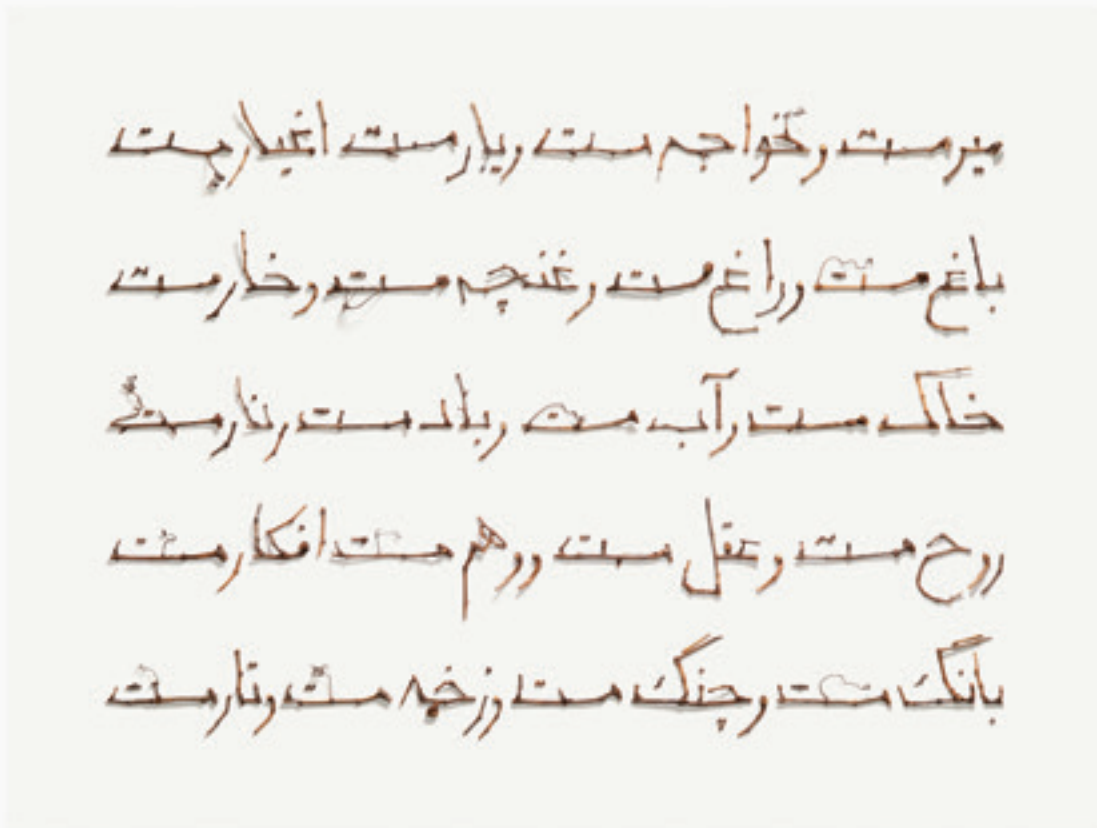 میر مست و خواجه مست و یار مست اغیار مست
باغ مست و راغ مست و غنچه مست و خار مست
خاک مست و آب مست و باد مست و نار مست
روح مست و عقل مست و وهم مست افکار مست
بانگ مست و چنگ مست و زخمه مست و تار مست